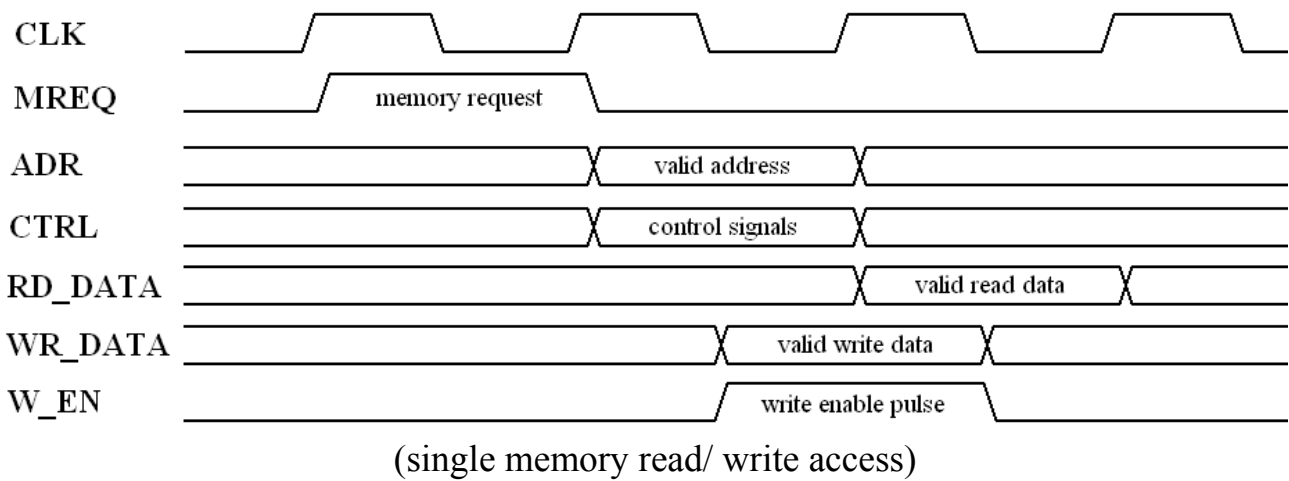 CLK
MREQ memory request
ADR valid address
CTRL control signals
RD_DATA valid read data
WR_DATA valid write data
W_EN write enable pulse
(single memory read/ write access)